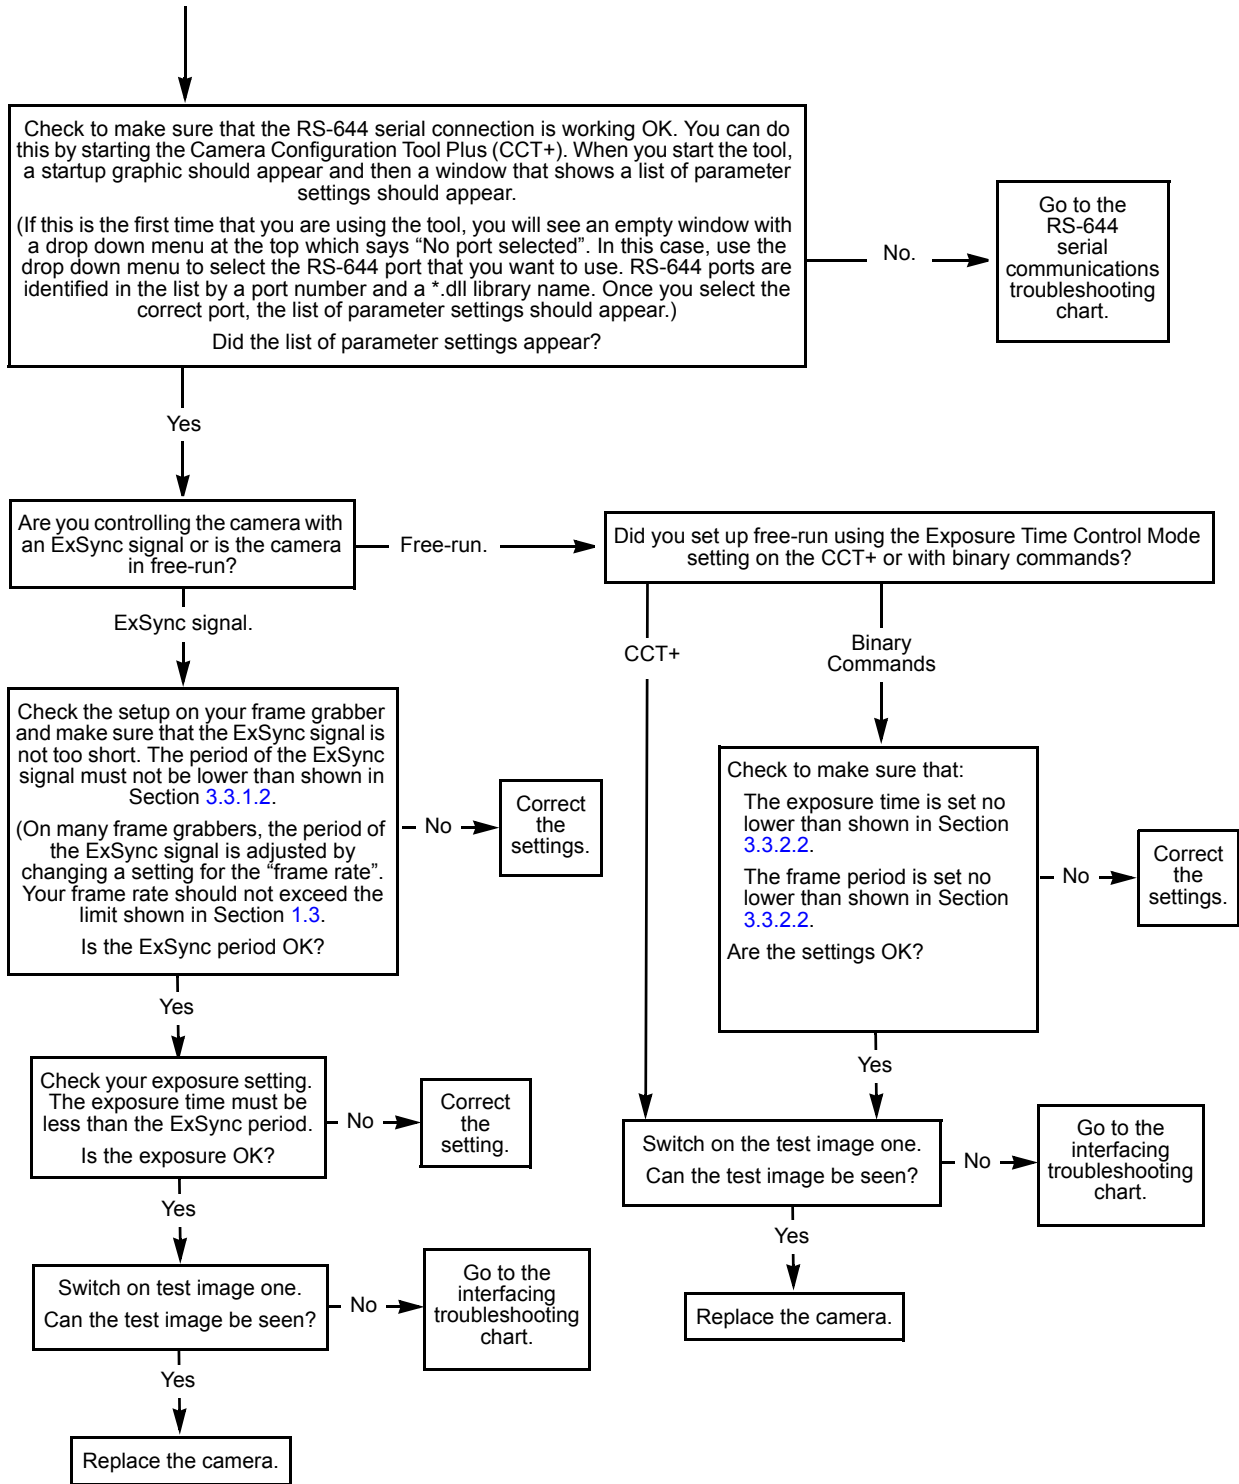 Check to make sure that the RS-644 serial connection is working OK. You can do
this by starting the Camera Configuration Tool Plus (CCT+). When you start the tool,
a startup graphic should appear and then a window that shows a list of parameter
settings should appear.
(If this is the first time that you are using the tool, you will see an empty window with
a drop down menu at the top which says “No port selected”. In this case, use the
drop down menu to select the RS-644 port that you want to use. RS-644 ports are
identified in the list by a port number and a *.dll library name. Once you select the
correct port, the list of parameter settings should appear.)
Did the list of parameter settings appear?
No.
Go to the
RS-644
serial
communications
troubleshooting
chart.
Yes
Are you controlling the camera with
an ExSync signal or is the camera
in free-run?
Free-run.
Did you set up free-run using the Exposure Time Control Mode
setting on the CCT+ or with binary commands?
ExSync signal.
CCT+
Binary
Commands
Check the setup on your frame grabber
and make sure that the ExSync signal is
not too short. The period of the ExSync
signal must not be lower than shown in
Section 3.3.1.2.
(On many frame grabbers, the period of
the ExSync signal is adjusted by
changing a setting for the “frame rate”.
Your frame rate should not exceed the
limit shown in Section 1.3.
Is the ExSync period OK?
No
Correct
the
settings.
Check to make sure that:
The exposure time is set no
lower than shown in Section
3.3.2.2.
The frame period is set no
lower than shown in Section
3.3.2.2.
Are the settings OK?
No
Correct
the
settings.
Yes
Check your exposure setting.
The exposure time must be
less than the ExSync period.
Is the exposure OK?
No
Correct
the
setting.
Yes
Switch on the test image one.
Can the test image be seen?
No
Go to the
interfacing
troubleshooting
chart.
Yes
Switch on test image one.
Can the test image be seen?
No
Go to the
interfacing
troubleshooting
chart.
Yes
Replace the camera.
Yes
Replace the camera.